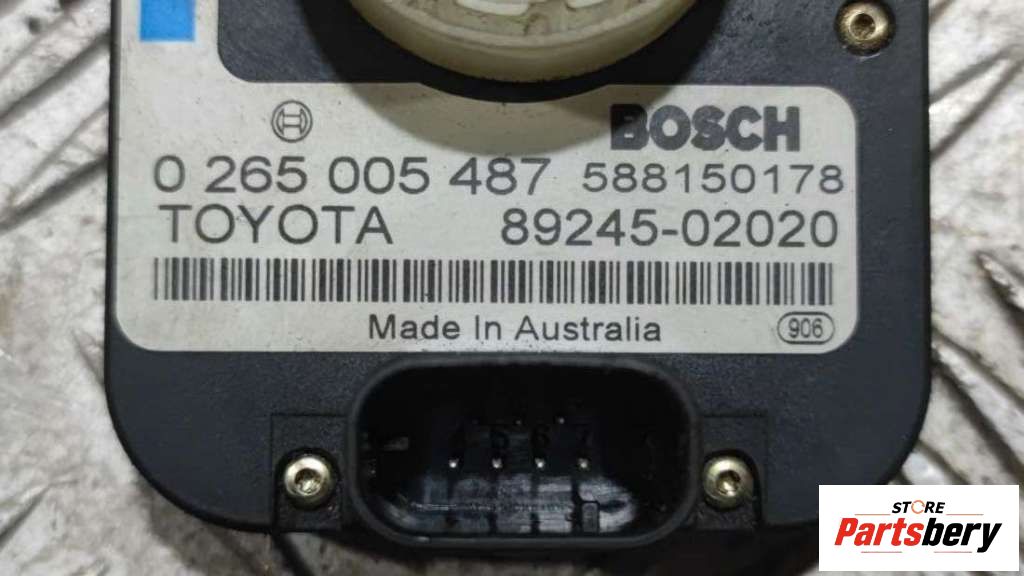 BOSCH
0 265 005 487 588150178
TOYOTA 89245-02020
Made In Australia 906
STORE
Partsbery